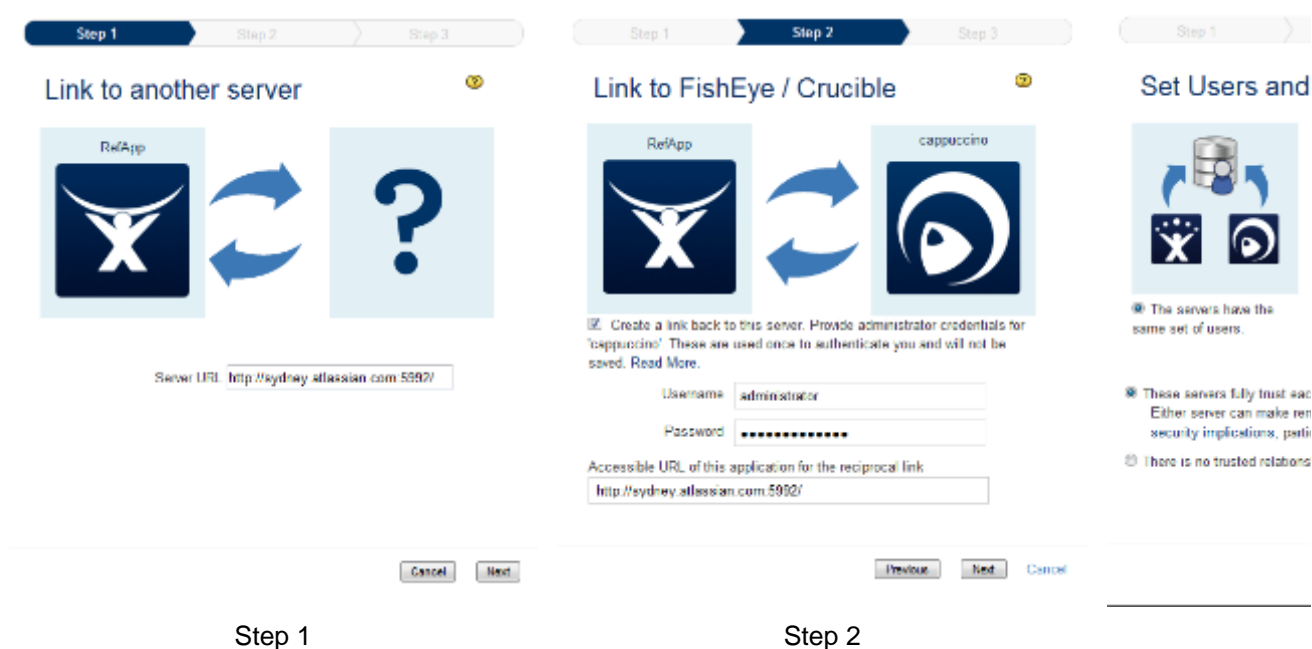 Step 1
Step 2
Step 3
Link to another server
RefApp
Server URL http://sydney.atlassian.com:5992/
Cancel
Next
Step 1
Step 1
Step 2
Step 3
Link to FishEye / Crucible
RefApp
cappuccino
Create a link back to this server. Provide administrator credentials for
'cappuccino'. These are used once to authenticate you and will not be
saved. Read More.
Username administrator
Password •••••••••••••
Accessible URL of this application for the reciprocal link
http://sydney.atlassian.com:5992/
Previous
Next
Cancel
Step 2
Step 1
Set Users and
The servers have the
same set of users.
These servers fully trust eac
Either server can make rem
security implications, parti
There is no trusted relations